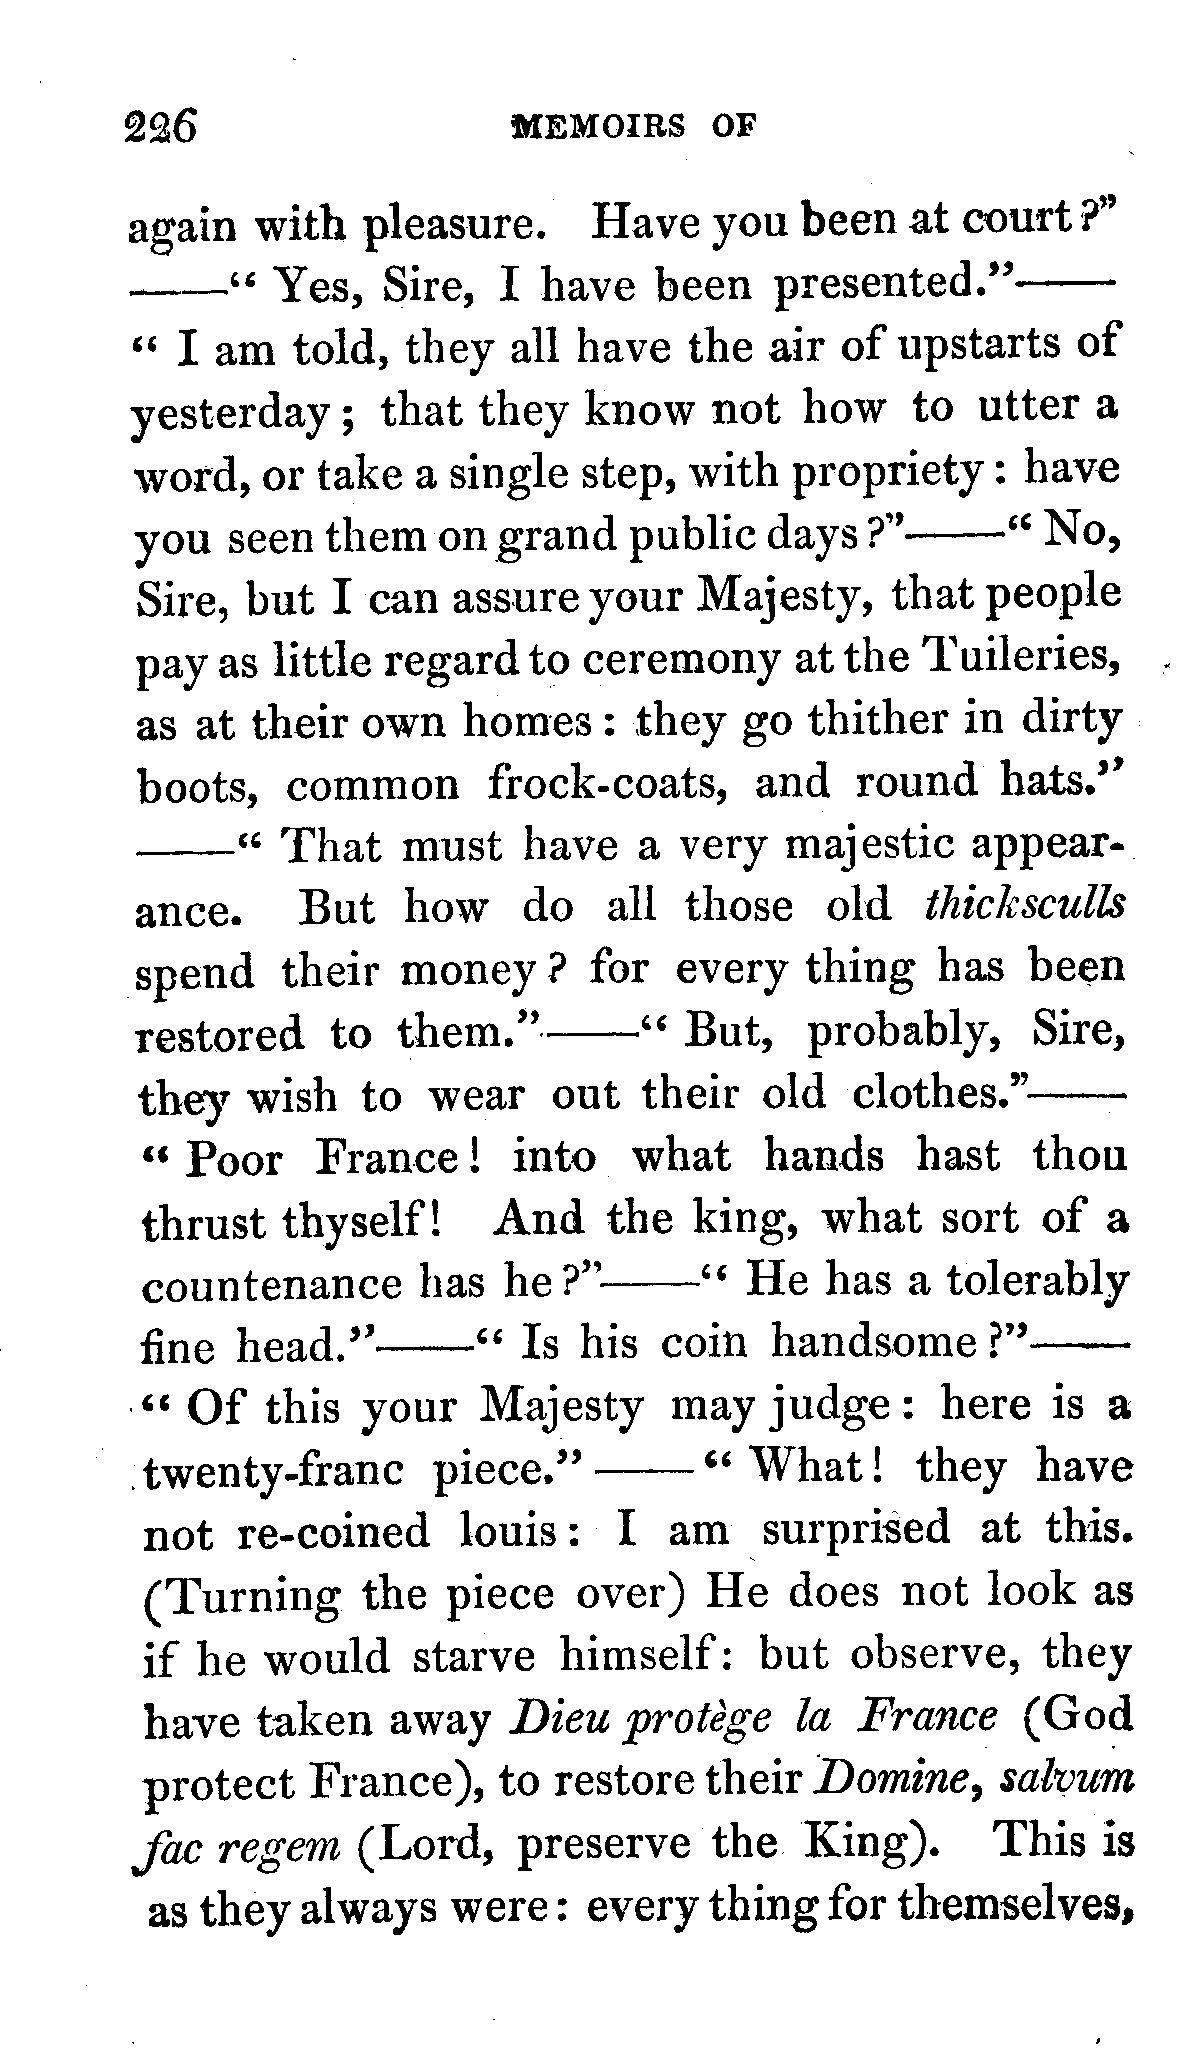 226 MEMOIRS OF
again with pleasure. Have you been at court?”
——“ Yes, Sire, I have been presented.”——
“ I am told, they all have the air of upstarts of
yesterday; that they know not how to utter a
word, or take a single step, with propriety: have
you seen them on grand public days?”——“ No,
Sire, but I can assure your Majesty, that people
pay as little regard to ceremony at the Tuileries,
as at their own homes: they go thither in dirty
boots, common frock-coats, and round hats.”
——“ That must have a very majestic appear-
ance. But how do all those old thicksculls
spend their money? for every thing has been
restored to them.”——“ But, probably, Sire,
they wish to wear out their old clothes.”——
“ Poor France! into what hands hast thou
thrust thyself! And the king, what sort of a
countenance has he?”——“ He has a tolerably
fine head.”——“ Is his coin handsome?”——
“ Of this your Majesty may judge: here is a
twenty-franc piece.”——“ What! they have
not re-coined louis: I am surprised at this.
(Turning the piece over) He does not look as
if he would starve himself: but observe, they
have taken away Dieu protège la France (God
protect France), to restore their Domine, salvum
fac regem (Lord, preserve the King). This is
as they always were: every thing for themselves,